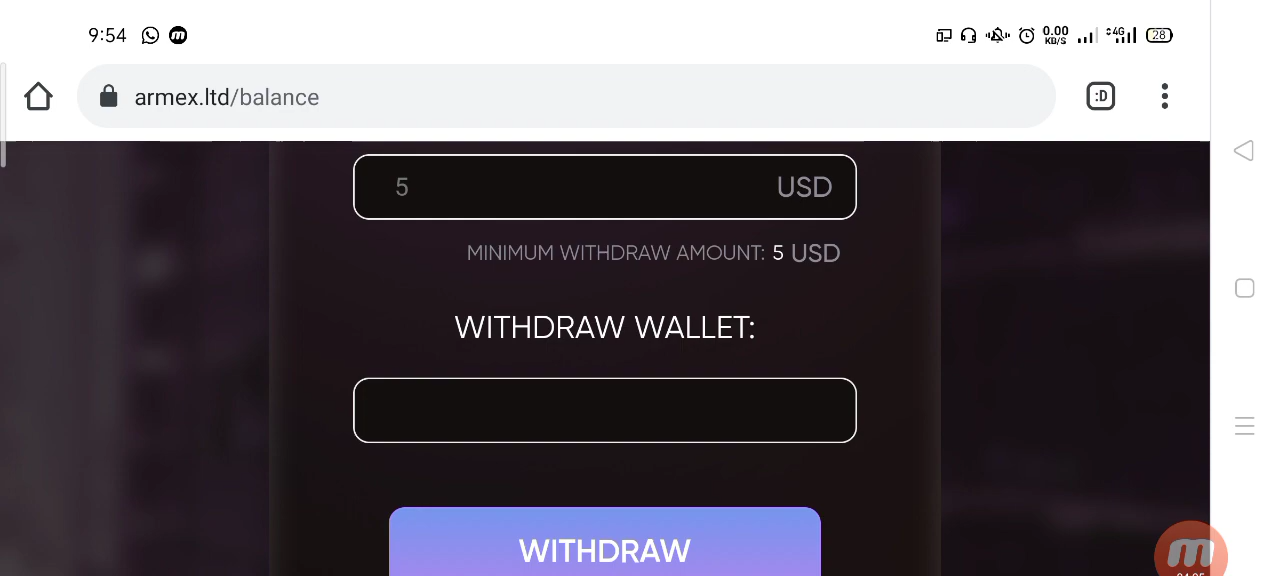 9:54
0.00 KB/S 4G 28
armex.ltd/balance
:D
5 USD
MINIMUM WITHDRAW AMOUNT: 5 USD
WITHDRAW WALLET:
WITHDRAW